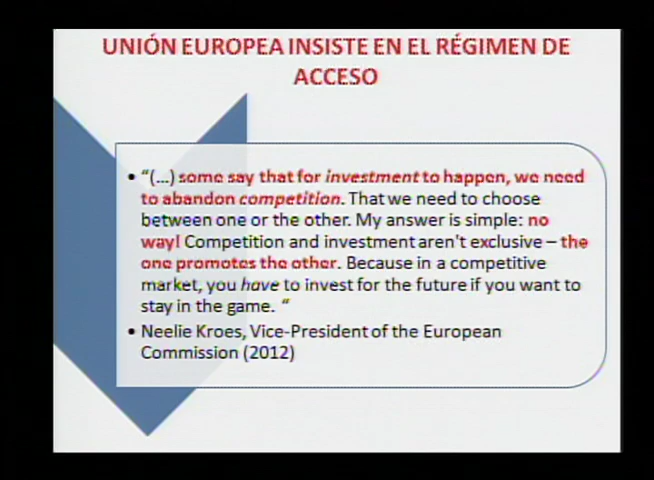 UNIÓN EUROPEA INSISTE EN EL RÉGIMEN DE
ACCESO
• "(...) some say that for investment to happen, we need
to abandon competition. That we need to choose
between one or the other. My answer is simple: no
way! Competition and investment aren't exclusive – the
one promotes the other. Because in a competitive
market, you have to invest for the future if you want to
stay in the game. "
• Neelie Kroes, Vice-President of the European
Commission (2012)